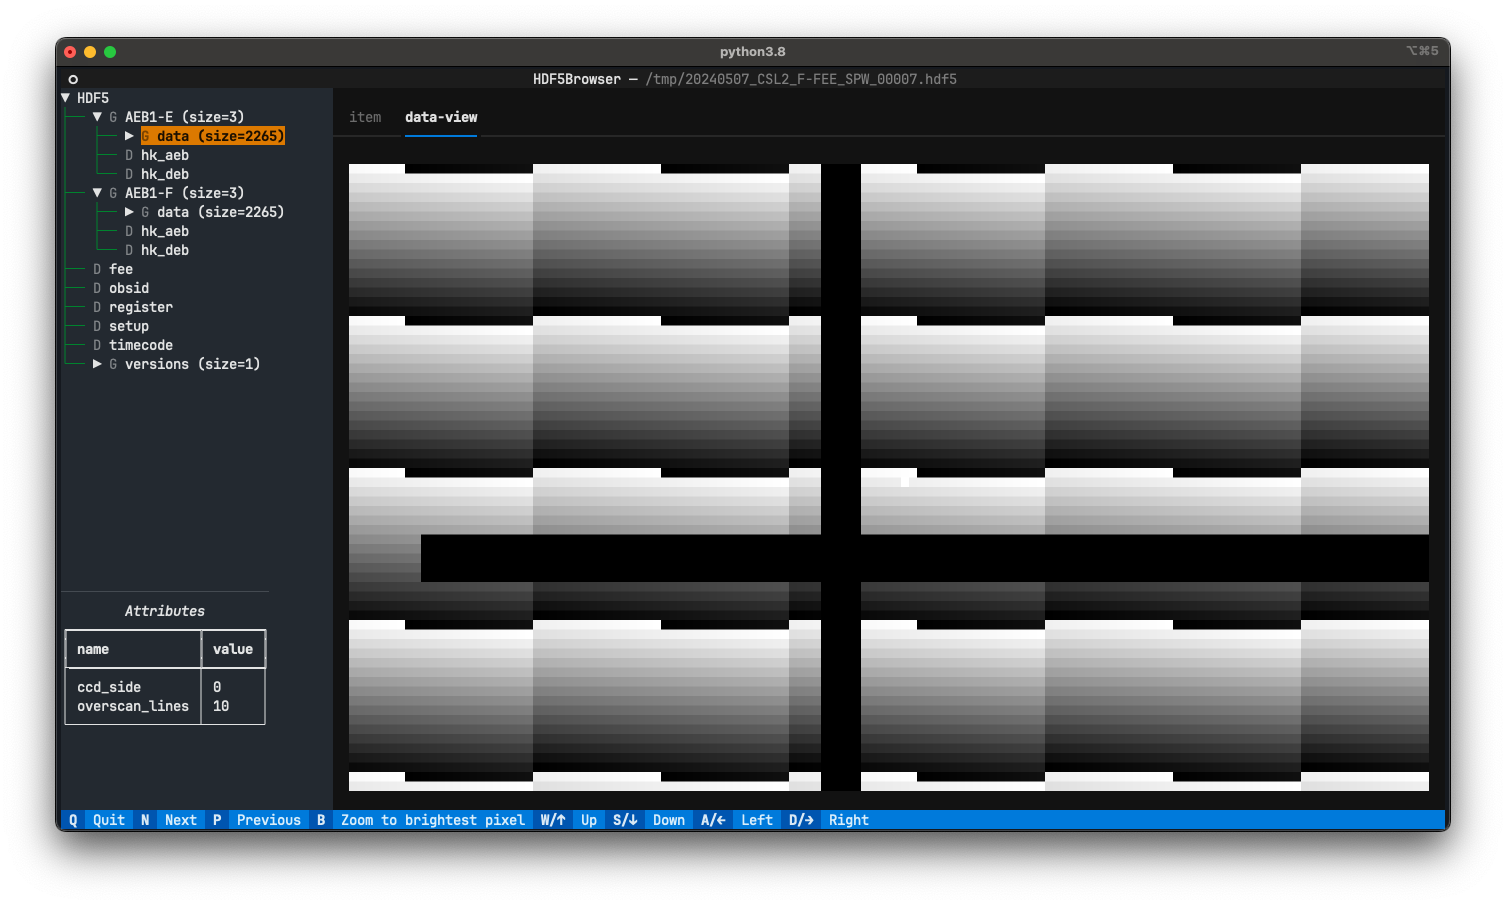 python3.8
⌥⌘5
HDF5Browser — /tmp/20240507_CSL2_F-FEE_SPW_00007.hdf5
▼ HDF5
▼ G AEB1-E (size=3)
▶ G data (size=2265)
D hk_aeb
D hk_deb
▼ G AEB1-F (size=3)
▶ G data (size=2265)
D hk_aeb
D hk_deb
D fee
D obsid
D register
D setup
D timecode
▶ G versions (size=1)
Attributes
name value
ccd_side 0
overscan_lines 10
item data-view
Q Quit N Next P Previous B Zoom to brightest pixel W/↑ Up S/↓ Down A/← Left D/→ Right